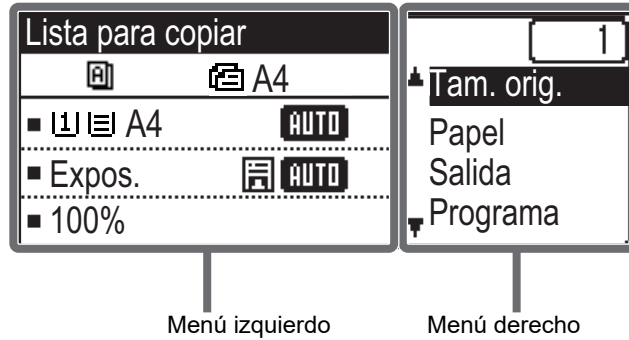 Lista para copiar
A4
1 A4 AUTO
Expos. AUTO
100%
1
Tam. orig.
Papel
Salida
Programa
Menú izquierdo
Menú derecho